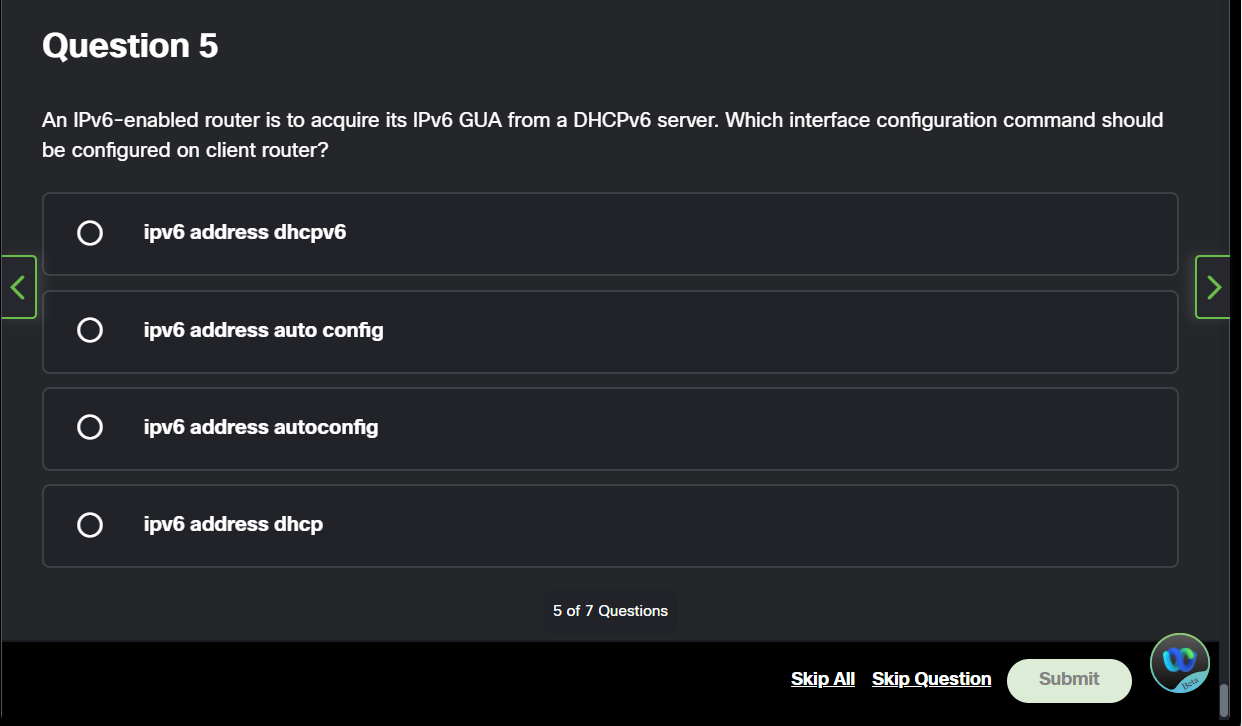 Question 5
An IPv6-enabled router is to acquire its IPv6 GUA from a DHCPv6 server. Which interface configuration command should
be configured on client router?
ipv6 address dhcpv6
ipv6 address auto config
ipv6 address autoconfig
ipv6 address dhcp
5 of 7 Questions
Skip All Skip Question Submit
Beta